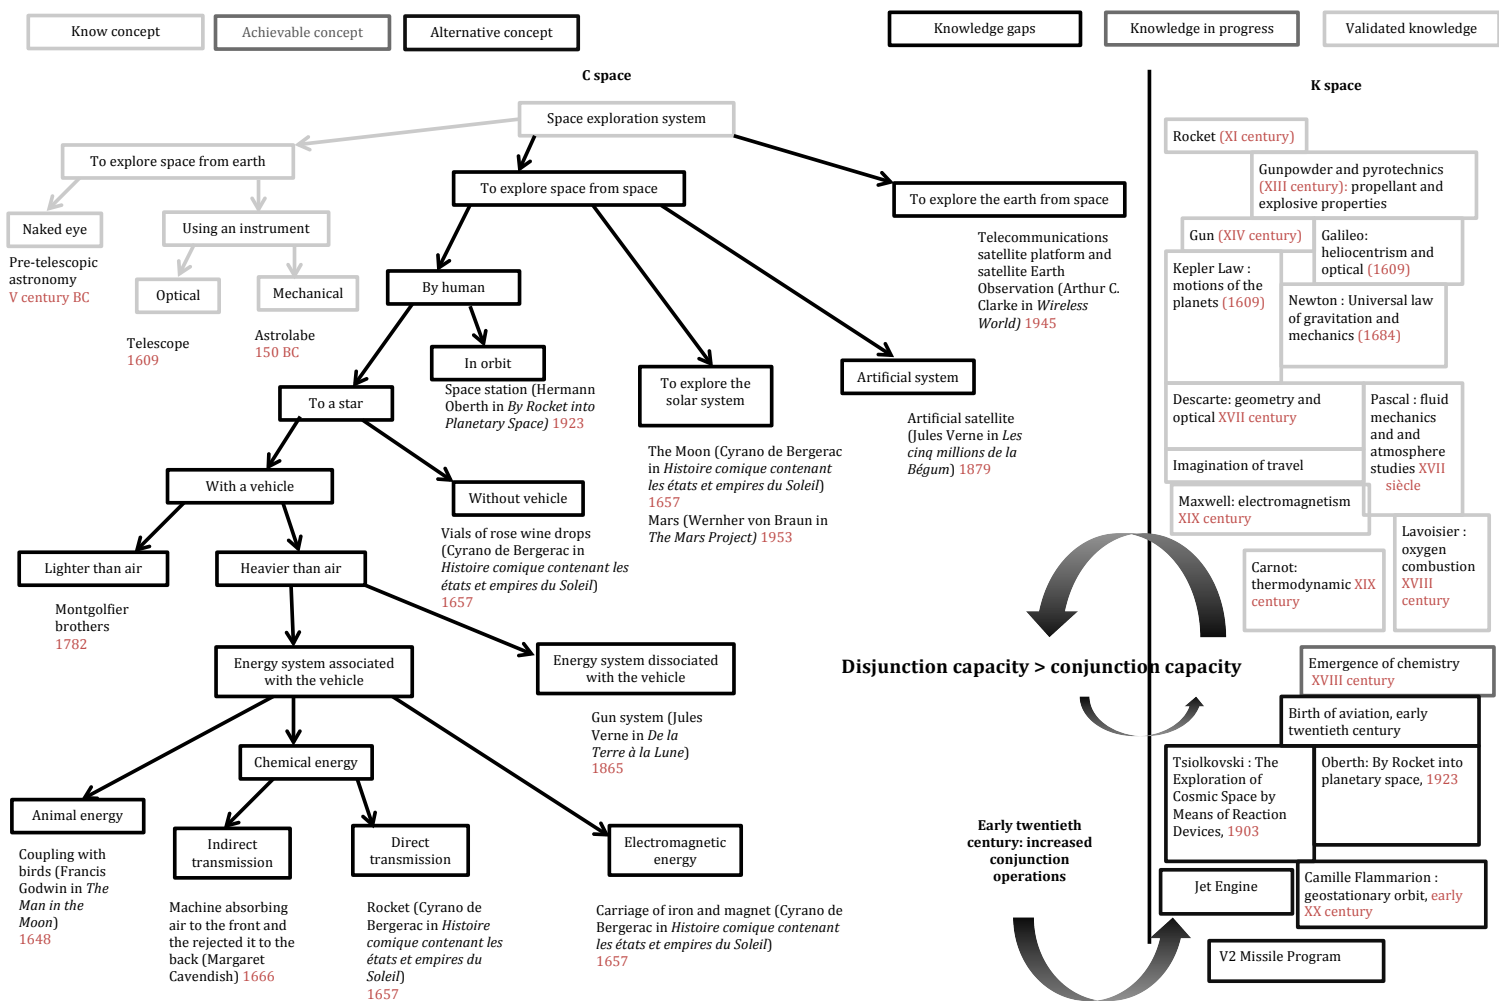 Know concept
Achievable concept
Alternative concept
Knowledge gaps
Knowledge in progress
Validated knowledge
C space
K space
Space exploration system
To explore space from earth
To explore space from space
To explore the earth from space
Naked eye
Using an instrument
Pre-telescopic
astronomy
V century BC
Optical
Mechanical
Telescope
1609
Astrolabe
150 BC
By human
Telecommunications
satellite platform and
satellite Earth
Observation (Arthur C.
Clarke in Wireless
World) 1945
In orbit
Space station (Hermann
Oberth in By Rocket into
Planetary Space) 1923
To explore the
solar system
Artificial system
To a star
The Moon (Cyrano de Bergerac
in Histoire comique contenant
les états et empires du Soleil)
1657
Mars (Wernher von Braun in
The Mars Project) 1953
Artificial satellite
(Jules Verne in Les
cinq millions de la
Bégum) 1879
With a vehicle
Without vehicle
Vials of rose wine drops
(Cyrano de Bergerac in
Histoire comique contenant les
états et empires du Soleil)
1657
Lighter than air
Heavier than air
Montgolfier
brothers
1782
Energy system associated
with the vehicle
Energy system dissociated
with the vehicle
Gun system (Jules
Verne in De la
Terre à la Lune)
1865
Chemical energy
Animal energy
Indirect
transmission
Direct
transmission
Electromagnetic
energy
Coupling with
birds (Francis
Godwin in The
Man in the
Moon)
1648
Machine absorbing
air to the front and
the rejected it to the
back (Margaret
Cavendish) 1666
Rocket (Cyrano de
Bergerac in Histoire
comique contenant les
états et empires du
Soleil)
1657
Carriage of iron and magnet (Cyrano de
Bergerac in Histoire comique contenant
les états et empires du Soleil)
1657
Disjunction capacity > conjunction capacity
Early twentieth
century: increased
conjunction
operations
Rocket (XI century)
Gunpowder and pyrotechnics
(XIII century): propellant and
explosive properties
Gun (XIV century)
Galileo:
heliocentrism and
optical (1609)
Kepler Law :
motions of the
planets (1609)
Newton : Universal law
of gravitation and
mechanics (1684)
Descarte: geometry and
optical XVII century
Pascal : fluid
mechanics
and and
atmosphere
studies XVII
siècle
Imagination of travel
Maxwell: electromagnetism
XIX century
Lavoisier :
oxygen
combustion
XVIII
century
Carnot:
thermodynamic XIX
century
Emergence of chemistry
XVIII century
Birth of aviation, early
twentieth century
Tsiolkovski : The
Exploration of
Cosmic Space by
Means of Reaction
Devices, 1903
Oberth: By Rocket into
planetary space, 1923
Jet Engine
Camille Flammarion :
geostationary orbit, early
XX century
V2 Missile Program